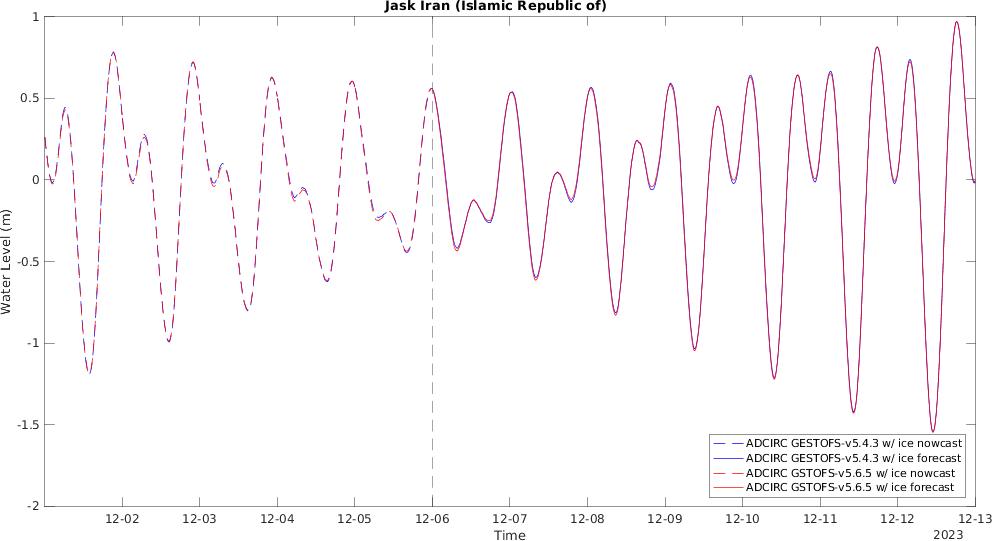 Jask Iran (Islamic Republic of)
1
0.5
0
-0.5
-1
-1.5
-2
Water Level (m)
ADCIRC GESTOFS-v5.4.3 w/ ice nowcast
ADCIRC GESTOFS-v5.4.3 w/ ice forecast
ADCIRC GSTOFS-v5.6.5 w/ ice nowcast
ADCIRC GSTOFS-v5.6.5 w/ ice forecast
12-02 12-03 12-04 12-05 12-06 12-07 12-08 12-09 12-10 12-11 12-12 12-13
Time
2023